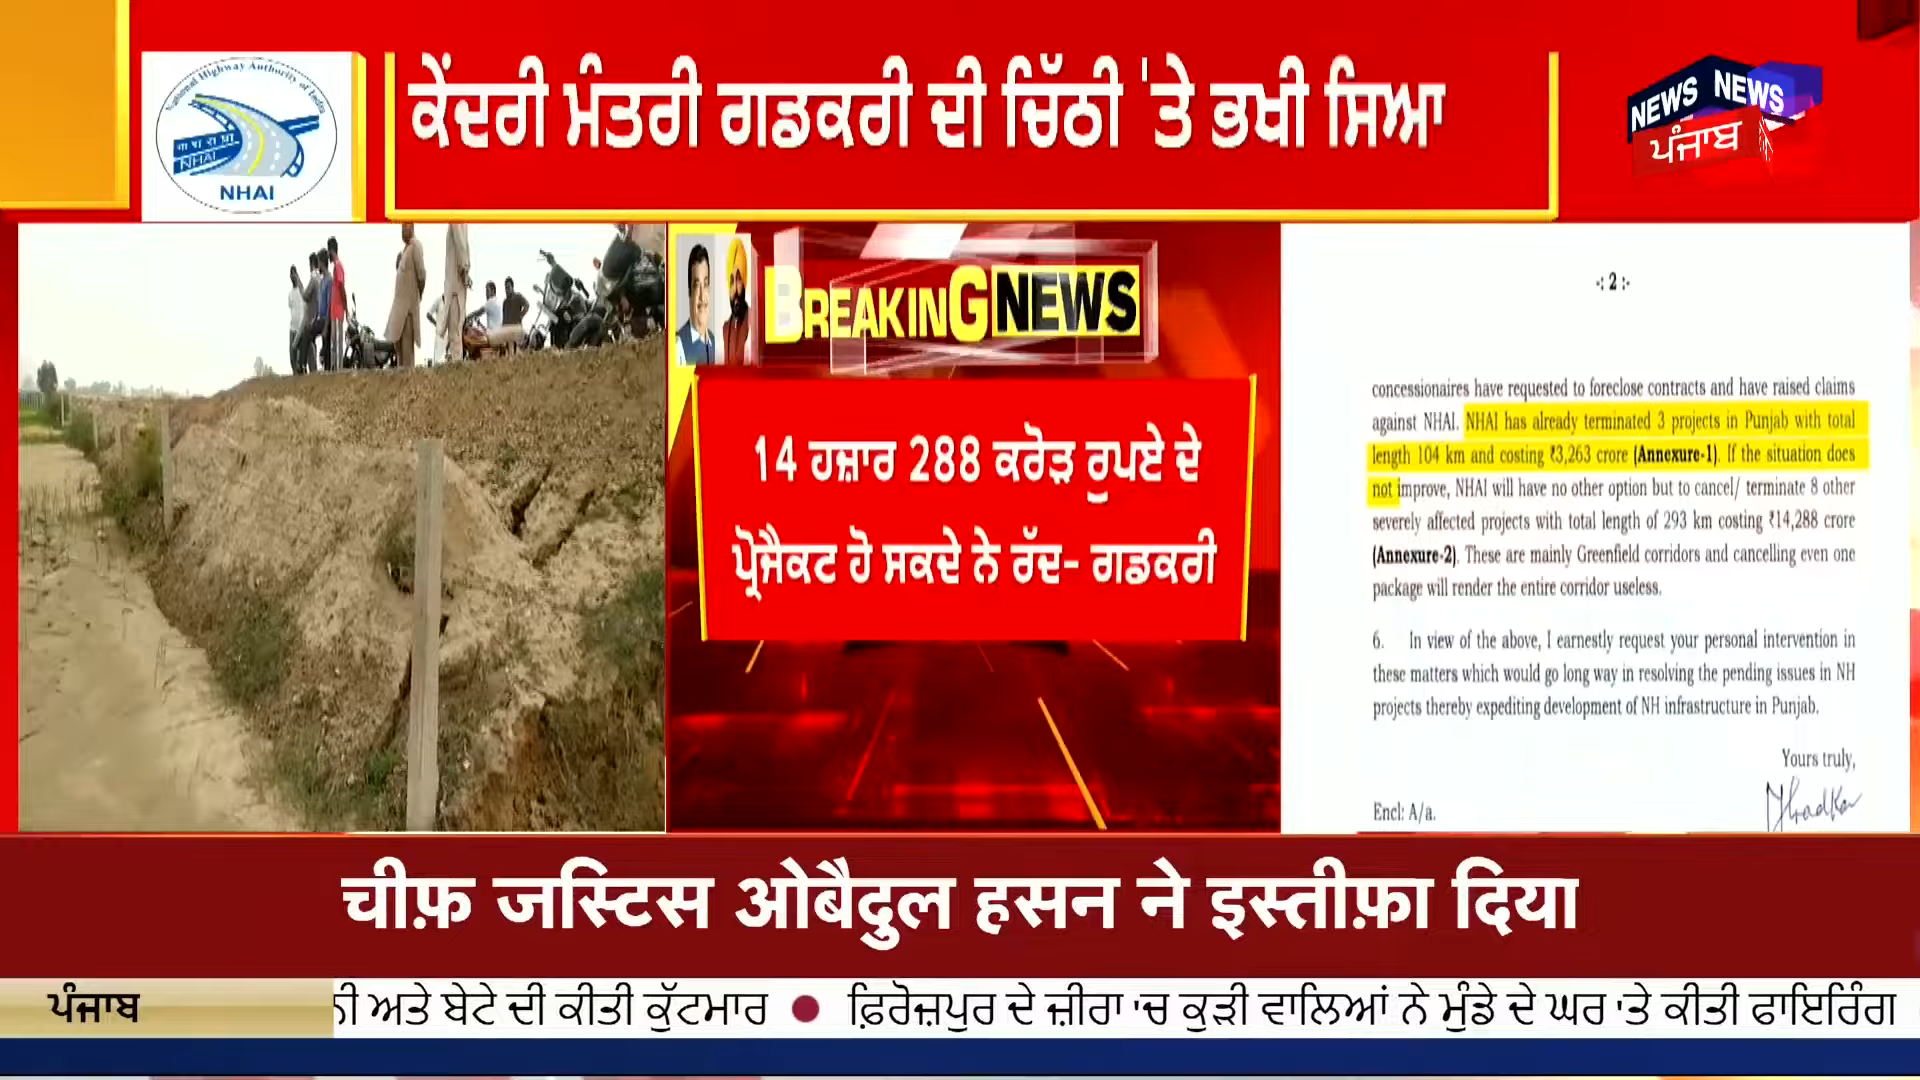 National Highway Authority of India
भा रा रा प्रा
NHAI
NHAI
ਕੇਂਦਰੀ ਮੰਤਰੀ ਗਡਕਰੀ ਦੀ ਚਿੱਠੀ 'ਤੇ ਭਖੀ ਸਿਆ
NEWS NEWS
ਪੰਜਾਬ
BREAKING NEWS
14 ਹਜ਼ਾਰ 288 ਕਰੋੜ ਰੁਪਏ ਦੇ
ਪ੍ਰੋਜੈਕਟ ਹੋ ਸਕਦੇ ਨੇ ਰੱਦ- ਗਡਕਰੀ
-: 2 :-
concessionaires have requested to foreclose contracts and have raised claims
against NHAI. NHAI has already terminated 3 projects in Punjab with total
length 104 km and costing ₹3,263 crore (Annexure-1). If the situation does
not improve, NHAI will have no other option but to cancel/ terminate 8 other
severely affected projects with total length of 293 km costing ₹14,288 crore
(Annexure-2). These are mainly Greenfield corridors and cancelling even one
package will render the entire corridor useless.
6. In view of the above, I earnestly request your personal intervention in
these matters which would go long way in resolving the pending issues in NH
projects thereby expediting development of NH infrastructure in Punjab.
Yours truly,
Encl: A/a.
चीफ़ जस्टिस ओबैदुल हसन ने इस्तीफ़ा दिया
ਪੰਜਾਬ
ਨੀ ਅਤੇ ਬੇਟੇ ਦੀ ਕੀਤੀ ਕੁੱਟਮਾਰ ● ਫ਼ਿਰੋਜ਼ਪੁਰ ਦੇ ਜ਼ੀਰਾ 'ਚ ਕੁੜੀ ਵਾਲਿਆਂ ਨੇ ਮੁੰਡੇ ਦੇ ਘਰ 'ਤੇ ਕੀਤੀ ਫਾਇਰਿੰਗ